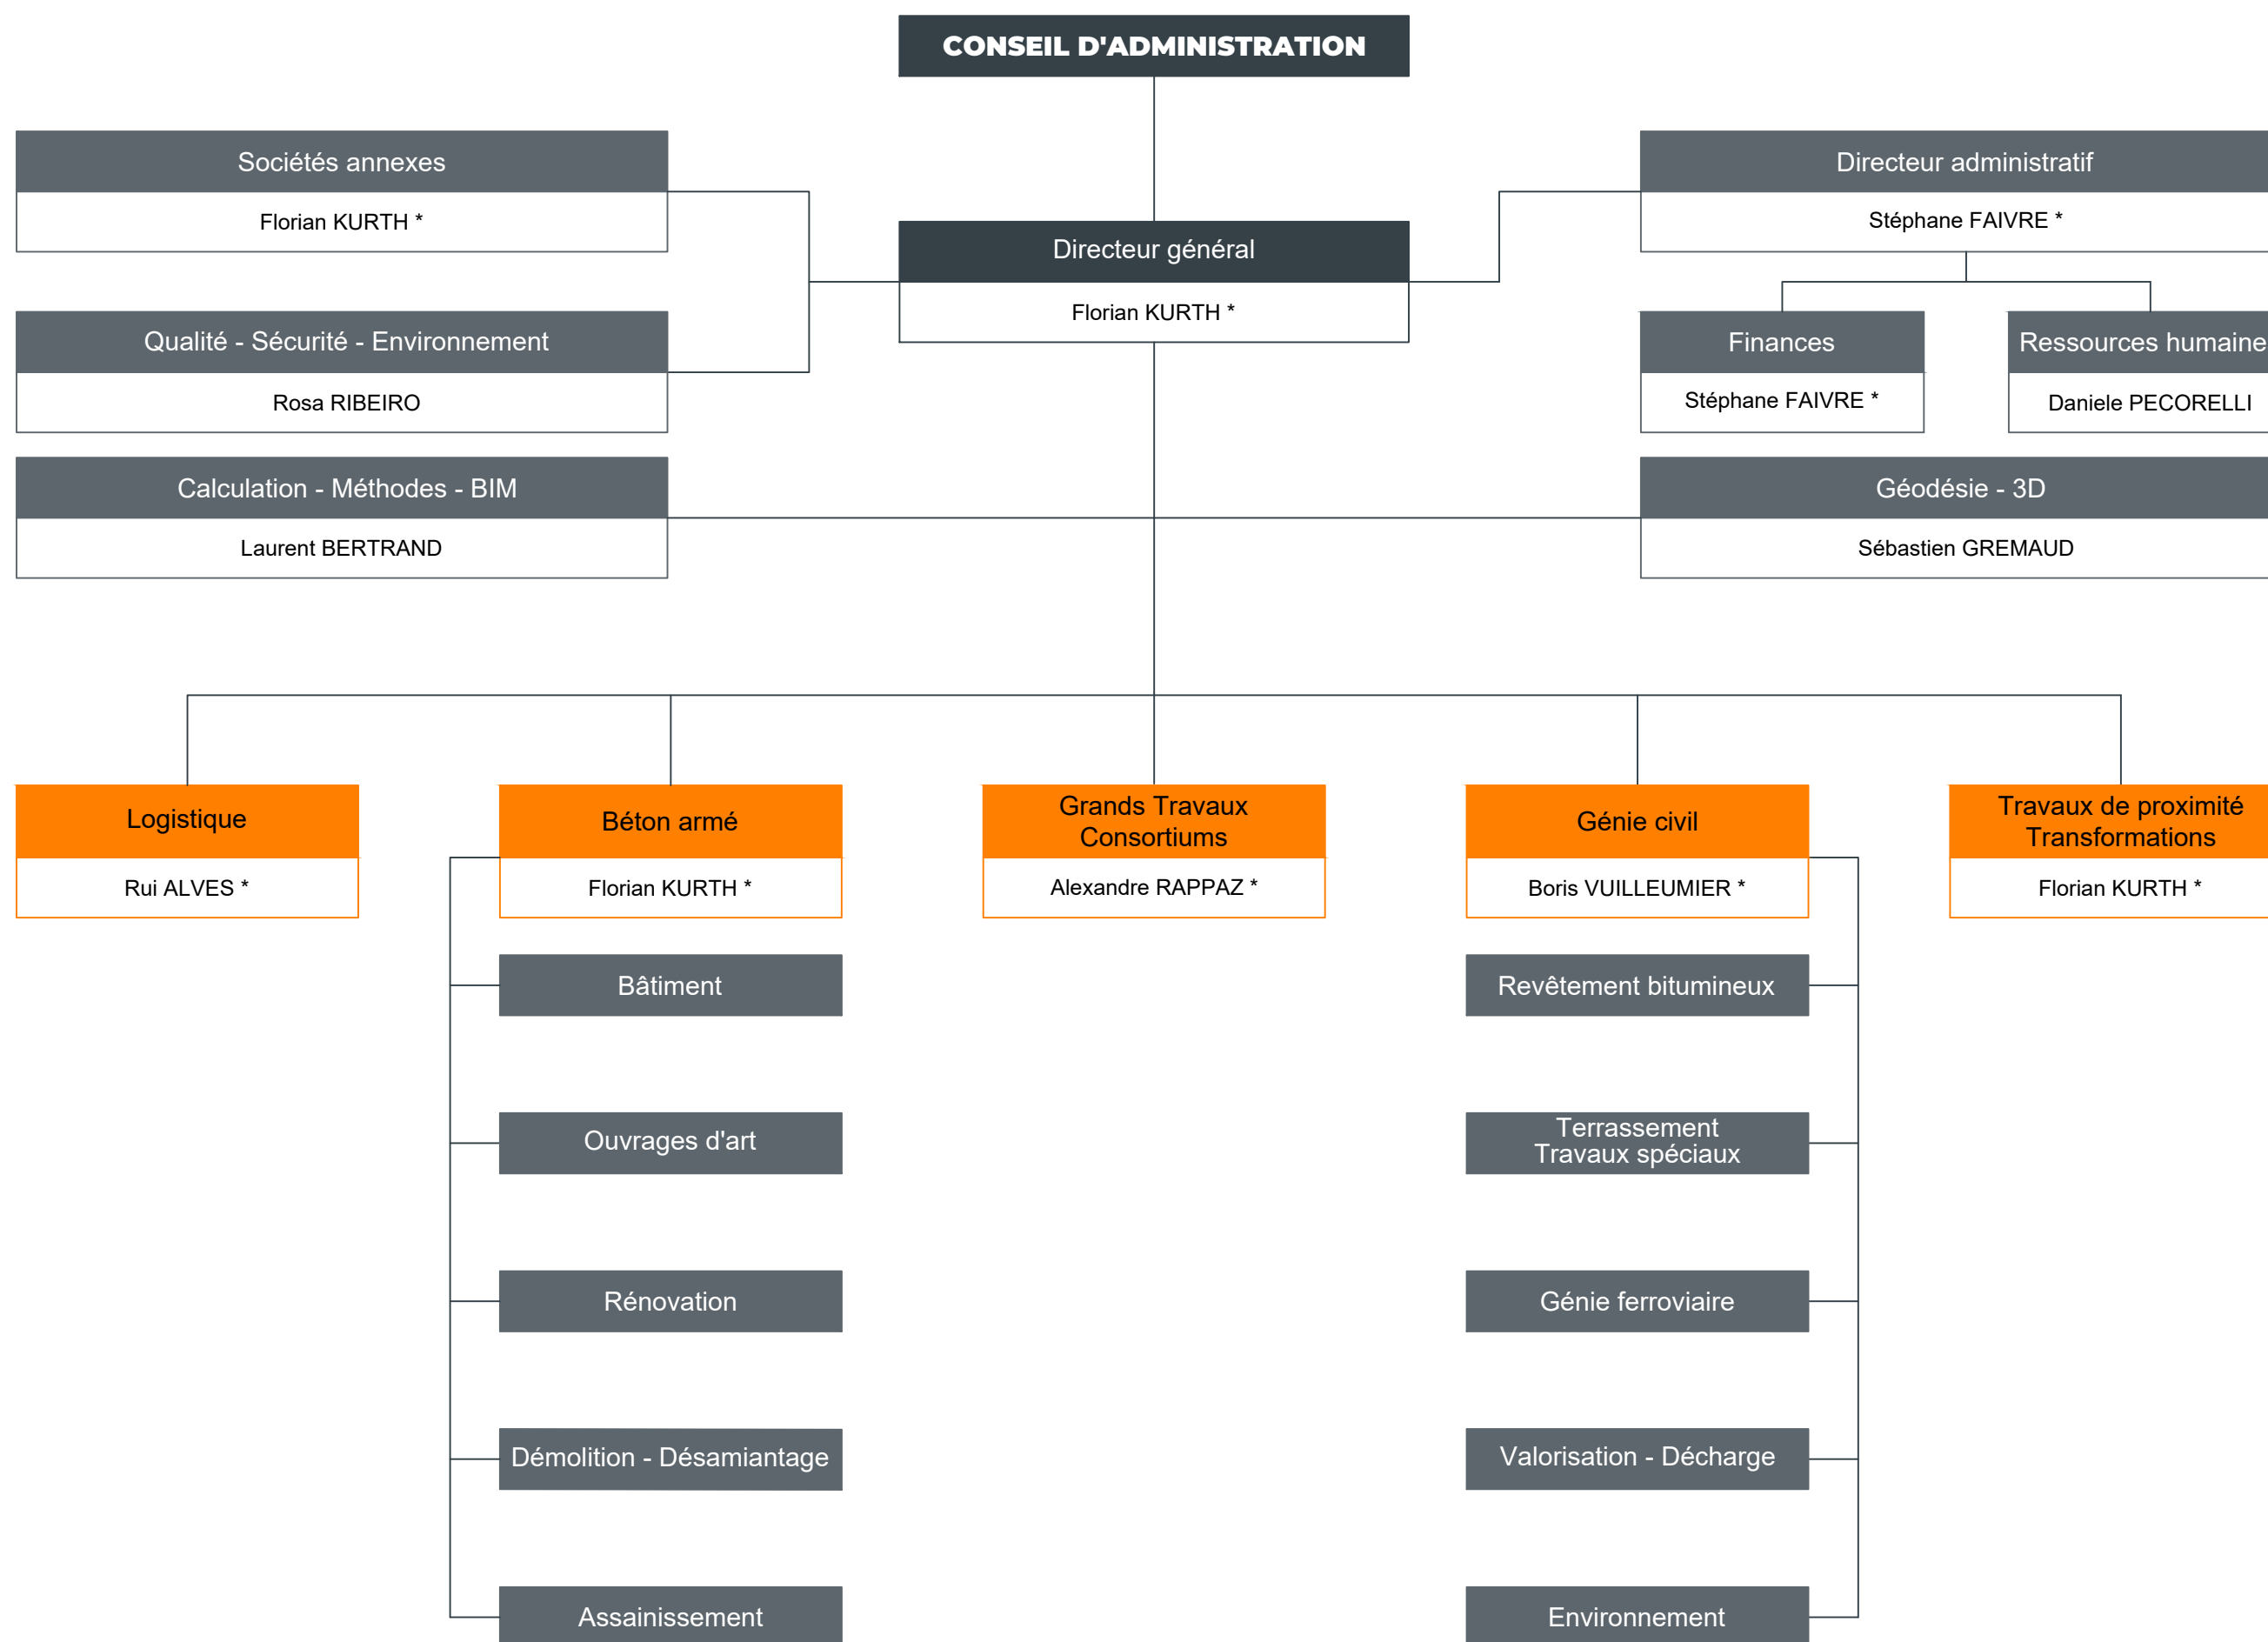 CONSEIL D'ADMINISTRATION
Sociétés annexes
Florian KURTH *
Directeur administratif
Stéphane FAIVRE *
Directeur général
Florian KURTH *
Qualité - Sécurité - Environnement
Rosa RIBEIRO
Finances
Stéphane FAIVRE *
Ressources humaine
Daniele PECORELLI
Calculation - Méthodes - BIM
Laurent BERTRAND
Géodésie - 3D
Sébastien GREMAUD
Logistique
Rui ALVES *
Béton armé
Florian KURTH *
Grands Travaux
Consortiums
Alexandre RAPPAZ *
Génie civil
Boris VUILLEUMIER *
Travaux de proximité
Transformations
Florian KURTH *
Bâtiment
Ouvrages d'art
Rénovation
Démolition - Désamiantage
Assainissement
Revêtement bitumineux
Terrassement
Travaux spéciaux
Génie ferroviaire
Valorisation - Décharge
Environnement